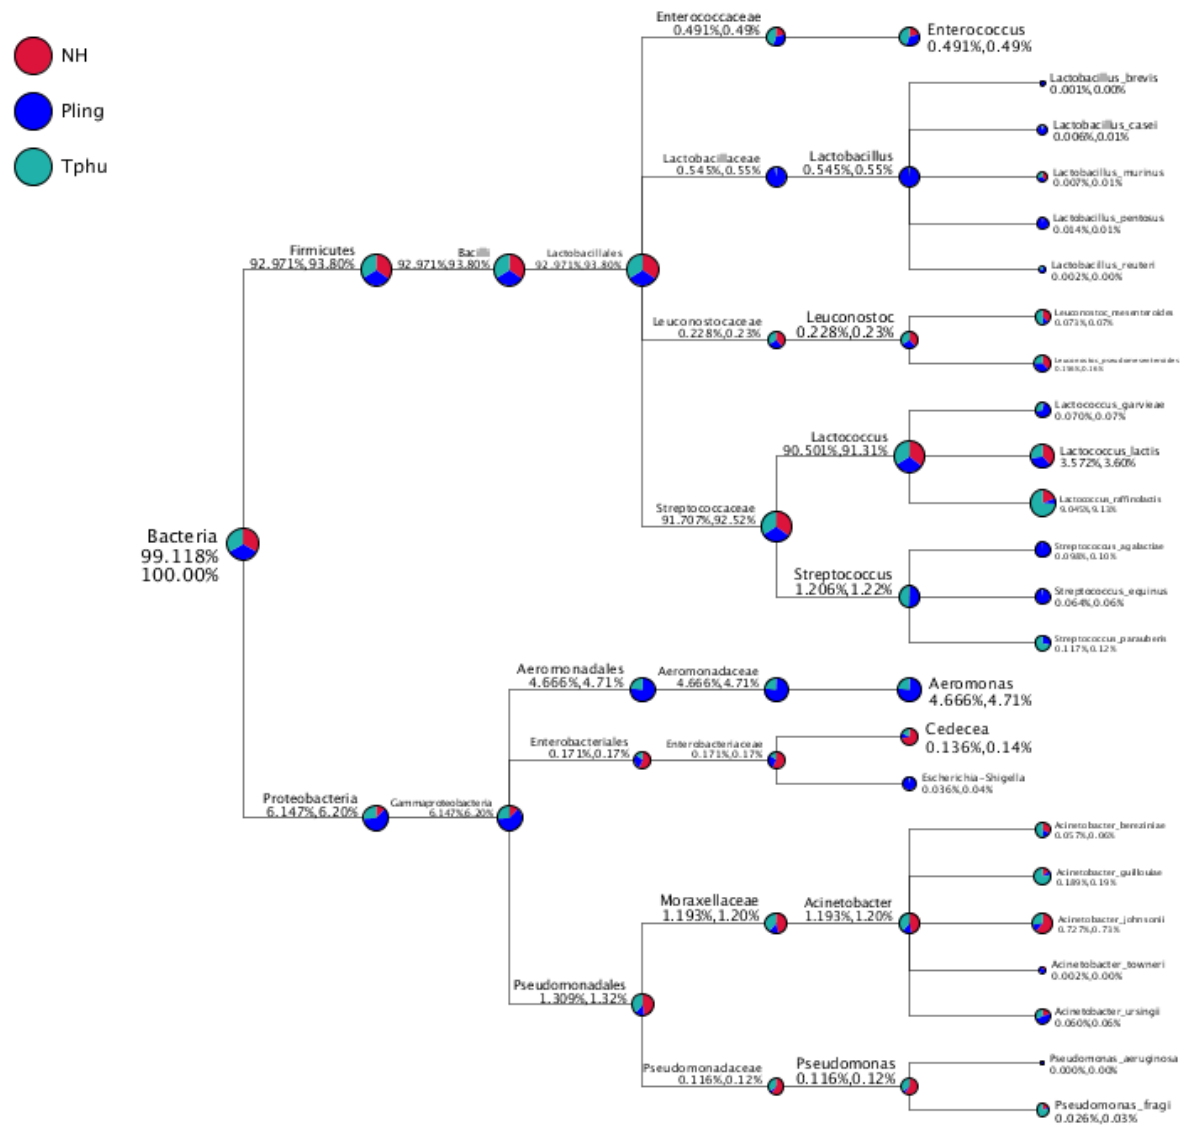 NH
Pling
Tphu
Enterococcaceae
0.491%,0.49%
Enterococcus
0.491%,0.49%
Lactobacillus_brevis
0.001%,0.00%
Lactobacillus_casei
0.006%,0.01%
Lactobacillaceae
0.545%,0.55%
Lactobacillus
0.545%,0.55%
Lactobacillus_murinus
0.007%,0.01%
Lactobacillus_pentosus
0.014%,0.01%
Firmicutes
92.971%,93.80%
Bacilli
92.971%,93.80%
Lactobacillales
92.971%,93.80%
Lactobacillus_reuteri
0.002%,0.00%
Leuconostocaceae
0.228%,0.23%
Leuconostoc
0.228%,0.23%
Leuconostoc_mesenteroides
0.073%,0.07%
Leuconostoc_pseudomesenteroides
Lactococcus_garvieae
0.070%,0.07%
Lactococcus
90.501%,91.31%
Lactococcus_lactis
3.572%,3.60%
Lactococcus_raffinolactis
9.045%,9.13%
Streptococcaceae
91.707%,92.52%
Streptococcus_agalactiae
0.098%,0.10%
Streptococcus
1.206%,1.22%
Streptococcus_equinus
0.064%,0.06%
Streptococcus_parauberis
0.117%,0.12%
Bacteria
99.118%
100.00%
Aeromonadales
4.666%,4.71%
Aeromonadaceae
4.666%,4.71%
Aeromonas
4.666%,4.71%
Enterobacteriales
0.171%,0.17%
Enterobacteriaceae
0.171%,0.17%
Cedecea
0.136%,0.14%
Escherichia-Shigella
0.036%,0.04%
Proteobacteria
6.147%,6.20%
Gammaproteobacteria
6.147%,6.20%
Acinetobacter_bereziniae
0.057%,0.06%
Acinetobacter_guillouiae
0.189%,0.19%
Moraxellaceae
1.193%,1.20%
Acinetobacter
1.193%,1.20%
Acinetobacter_johnsonii
0.727%,0.73%
Acinetobacter_towneri
0.002%,0.00%
Pseudomonadales
1.309%,1.32%
Acinetobacter_ursingii
0.060%,0.06%
Pseudomonadaceae
0.116%,0.12%
Pseudomonas
0.116%,0.12%
Pseudomonas_aeruginosa
0.000%,0.00%
Pseudomonas_fragi
0.026%,0.03%